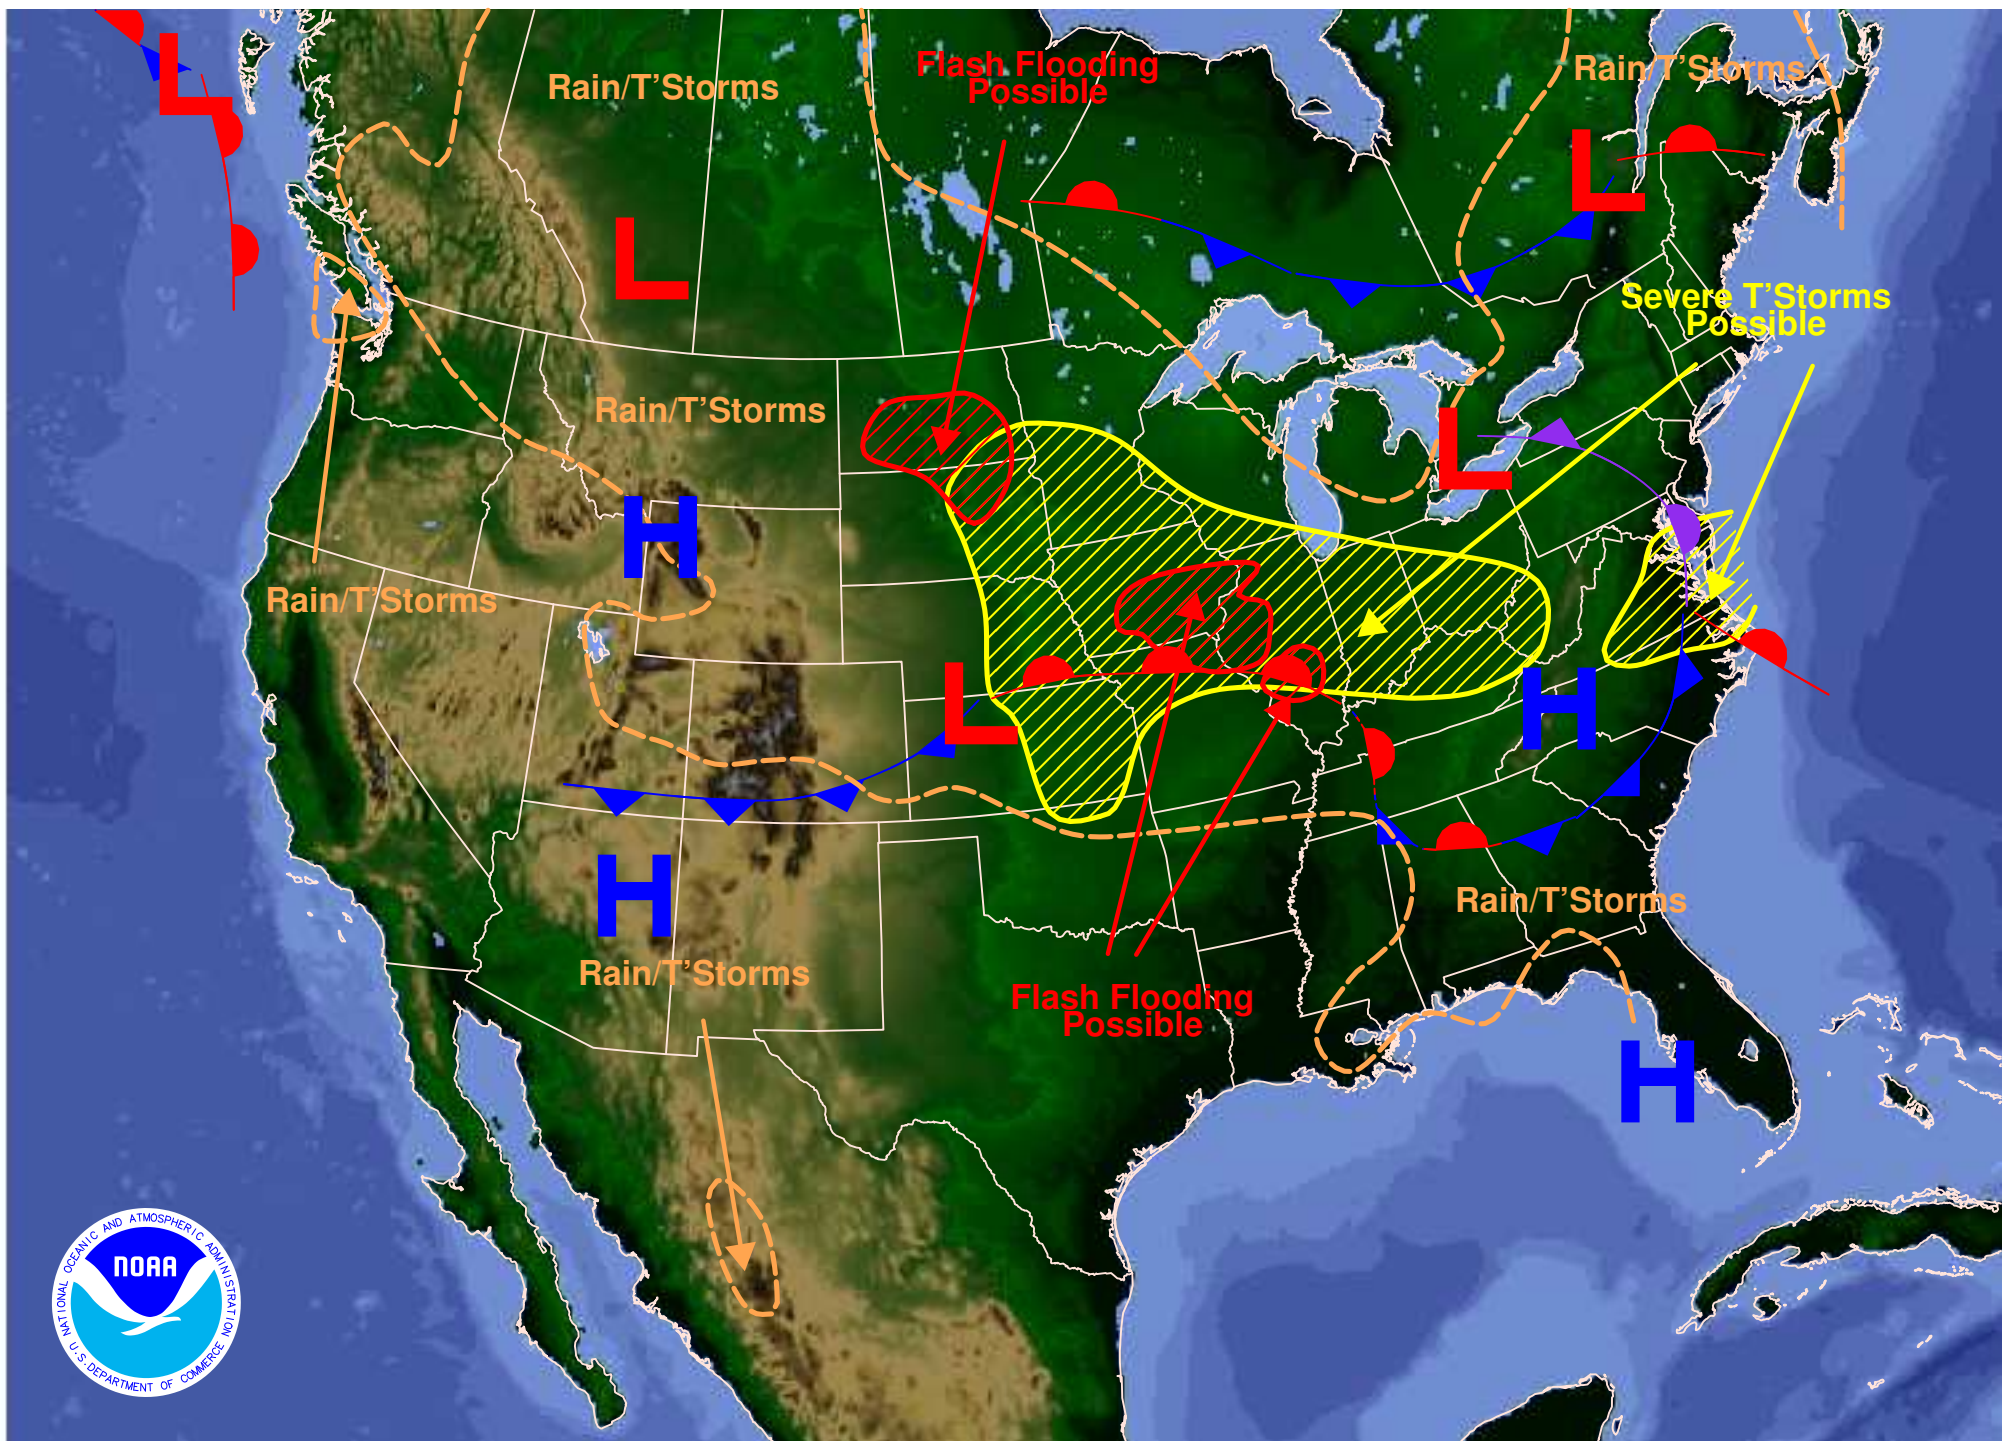 Rain/T'Storms
Flash Flooding
Possible
Rain/T'Storms
L
L
L
Severe T'Storms
Possible
Rain/T'Storms
L
H
Rain/T'Storms
L
H
H
Rain/T'Storms
Rain/T'Storms
Flash Flooding
Possible
H
NATIONAL OCEANIC AND ATMOSPHERIC ADMINISTRATION
NOAA
U.S. DEPARTMENT OF COMMERCE